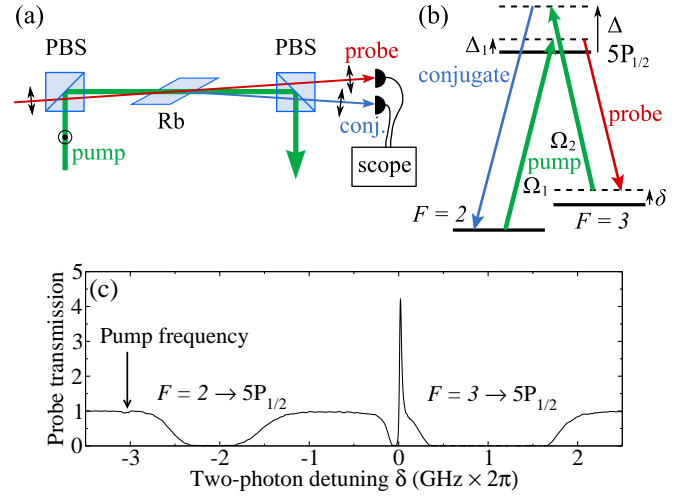 (a)
PBS
PBS
probe
Rb
conj.
pump
scope
(b)
Δ
Δ₁
5P₁/₂
conjugate
probe
Ω₂
pump
Ω₁
δ
F = 2
F = 3
(c)
Probe transmission
5
4
3
2
1
0
Pump frequency
F = 2 → 5P₁/₂
F = 3 → 5P₁/₂
-3 -2 -1 0 1 2
Two-photon detuning δ (GHz × 2π)